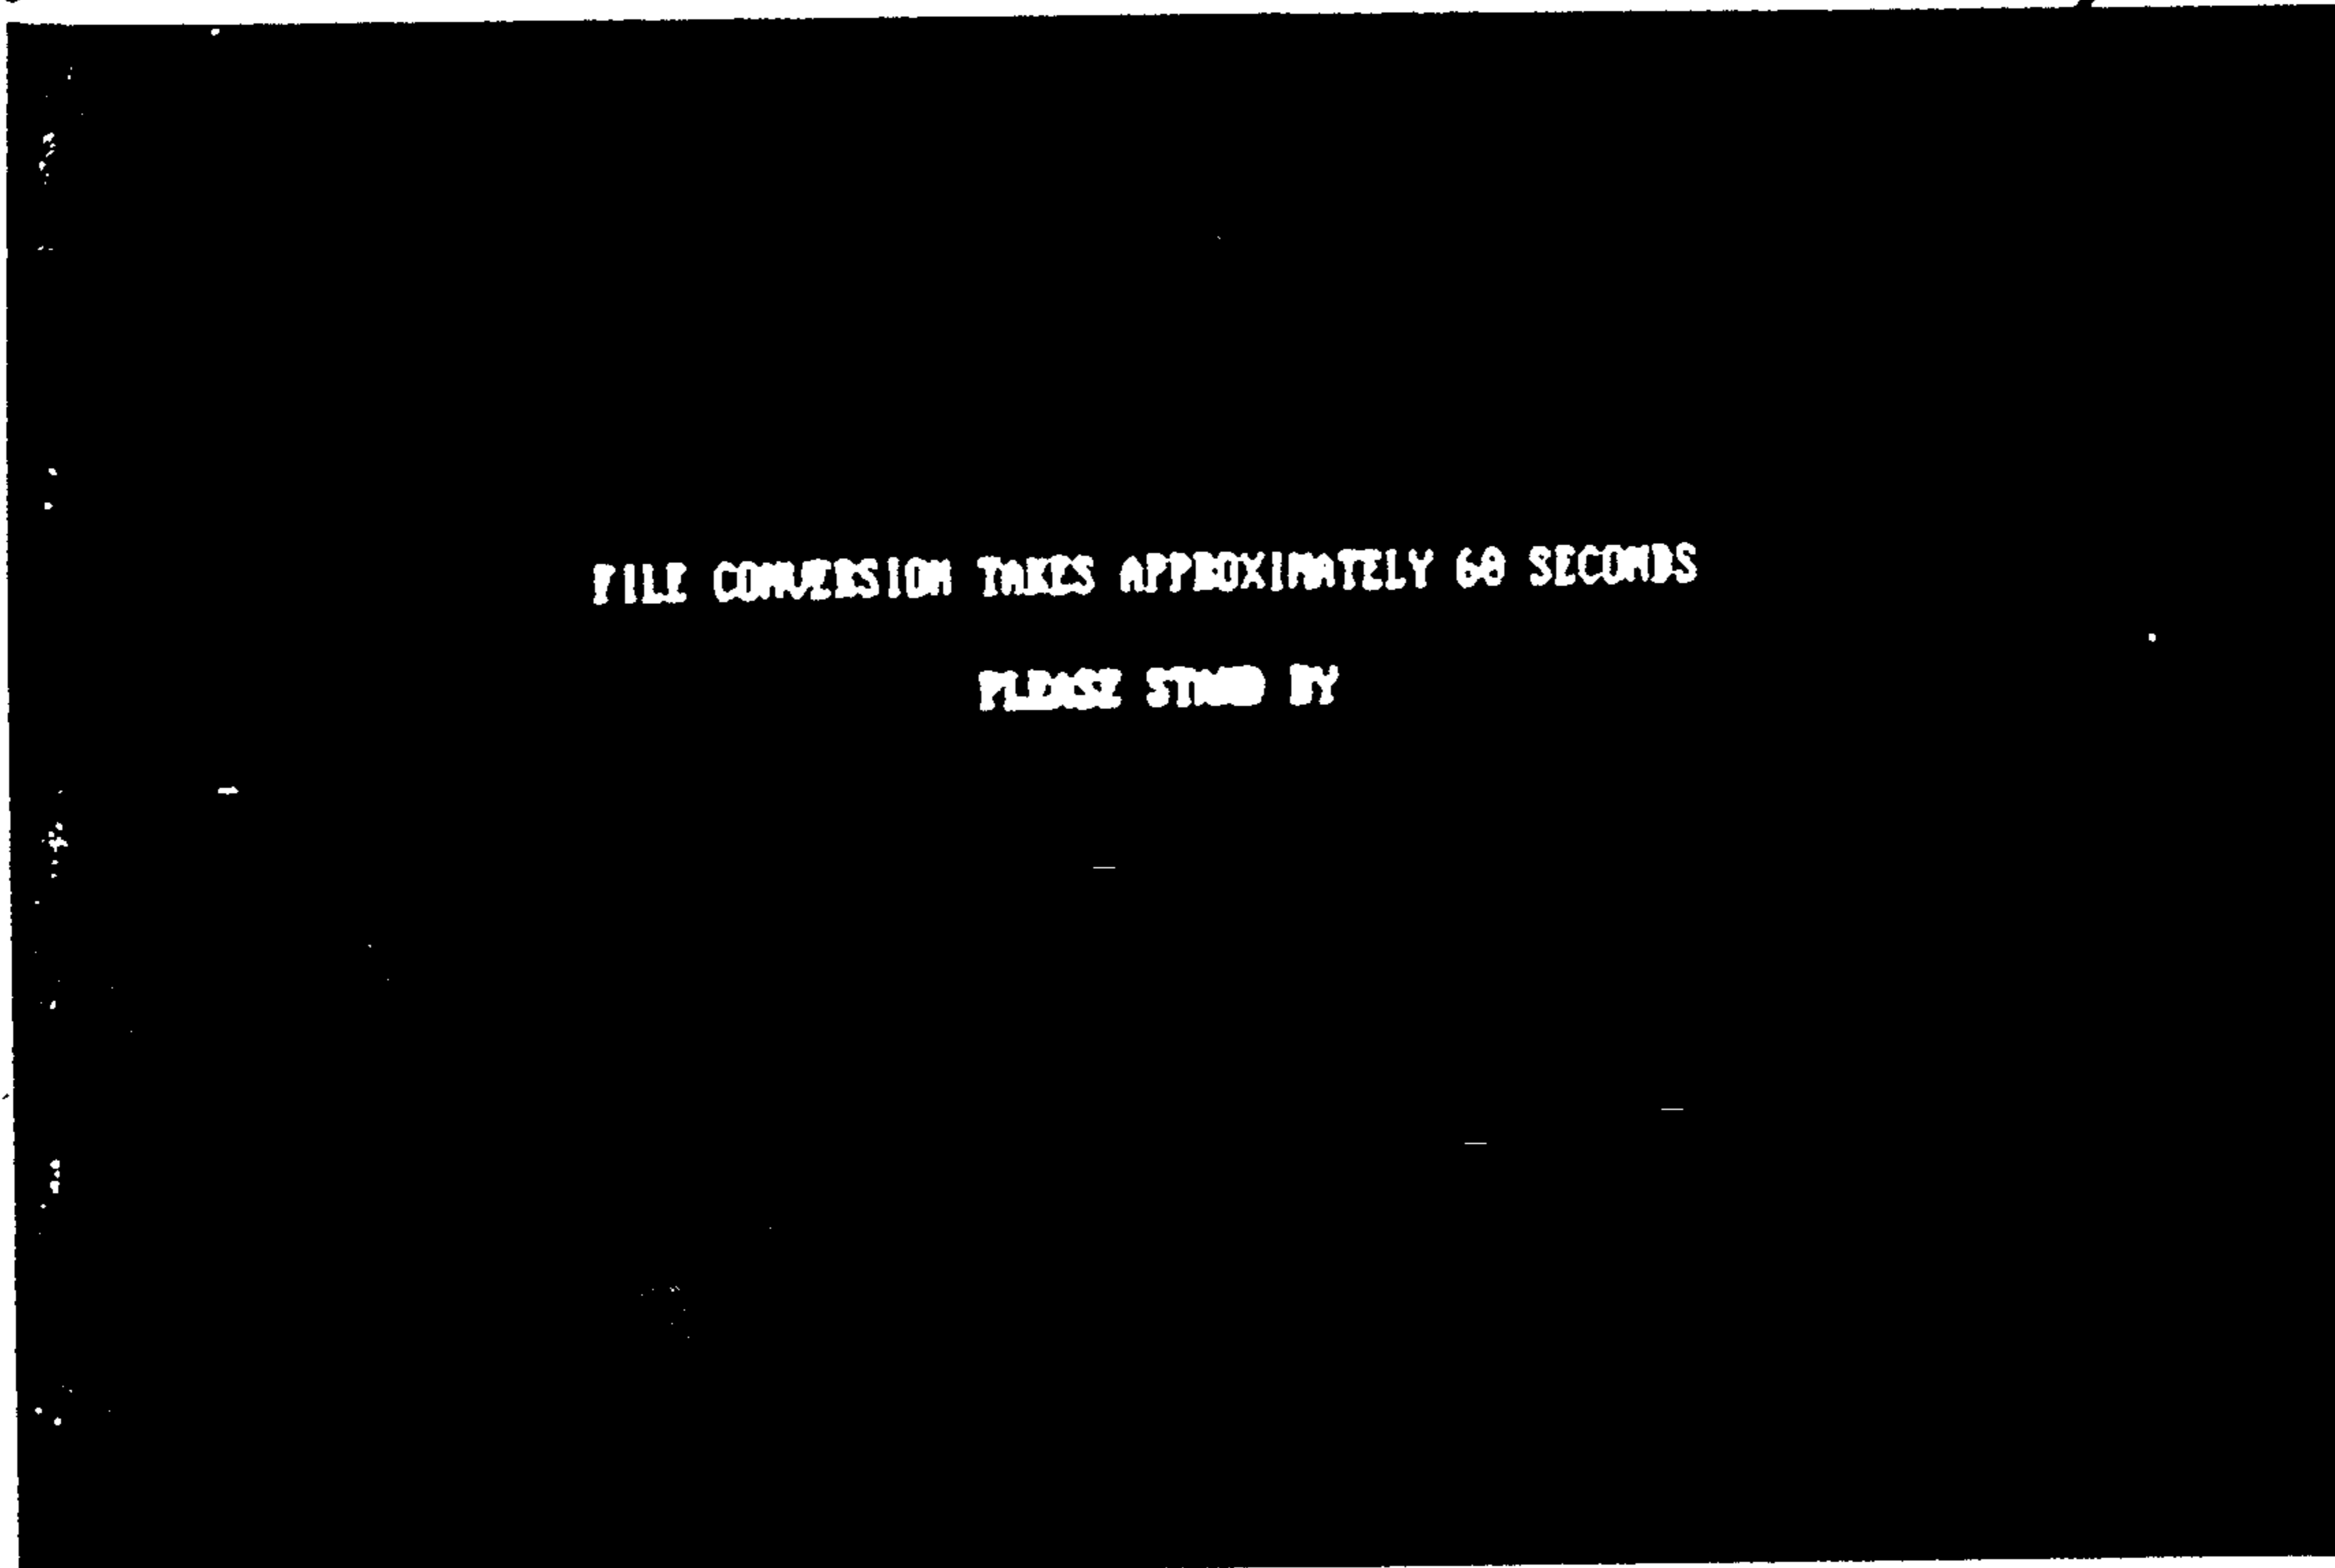 FILE CONVERSION TAKES APPROXIMATELY 60 SECONDS
PLEASE STAND BY